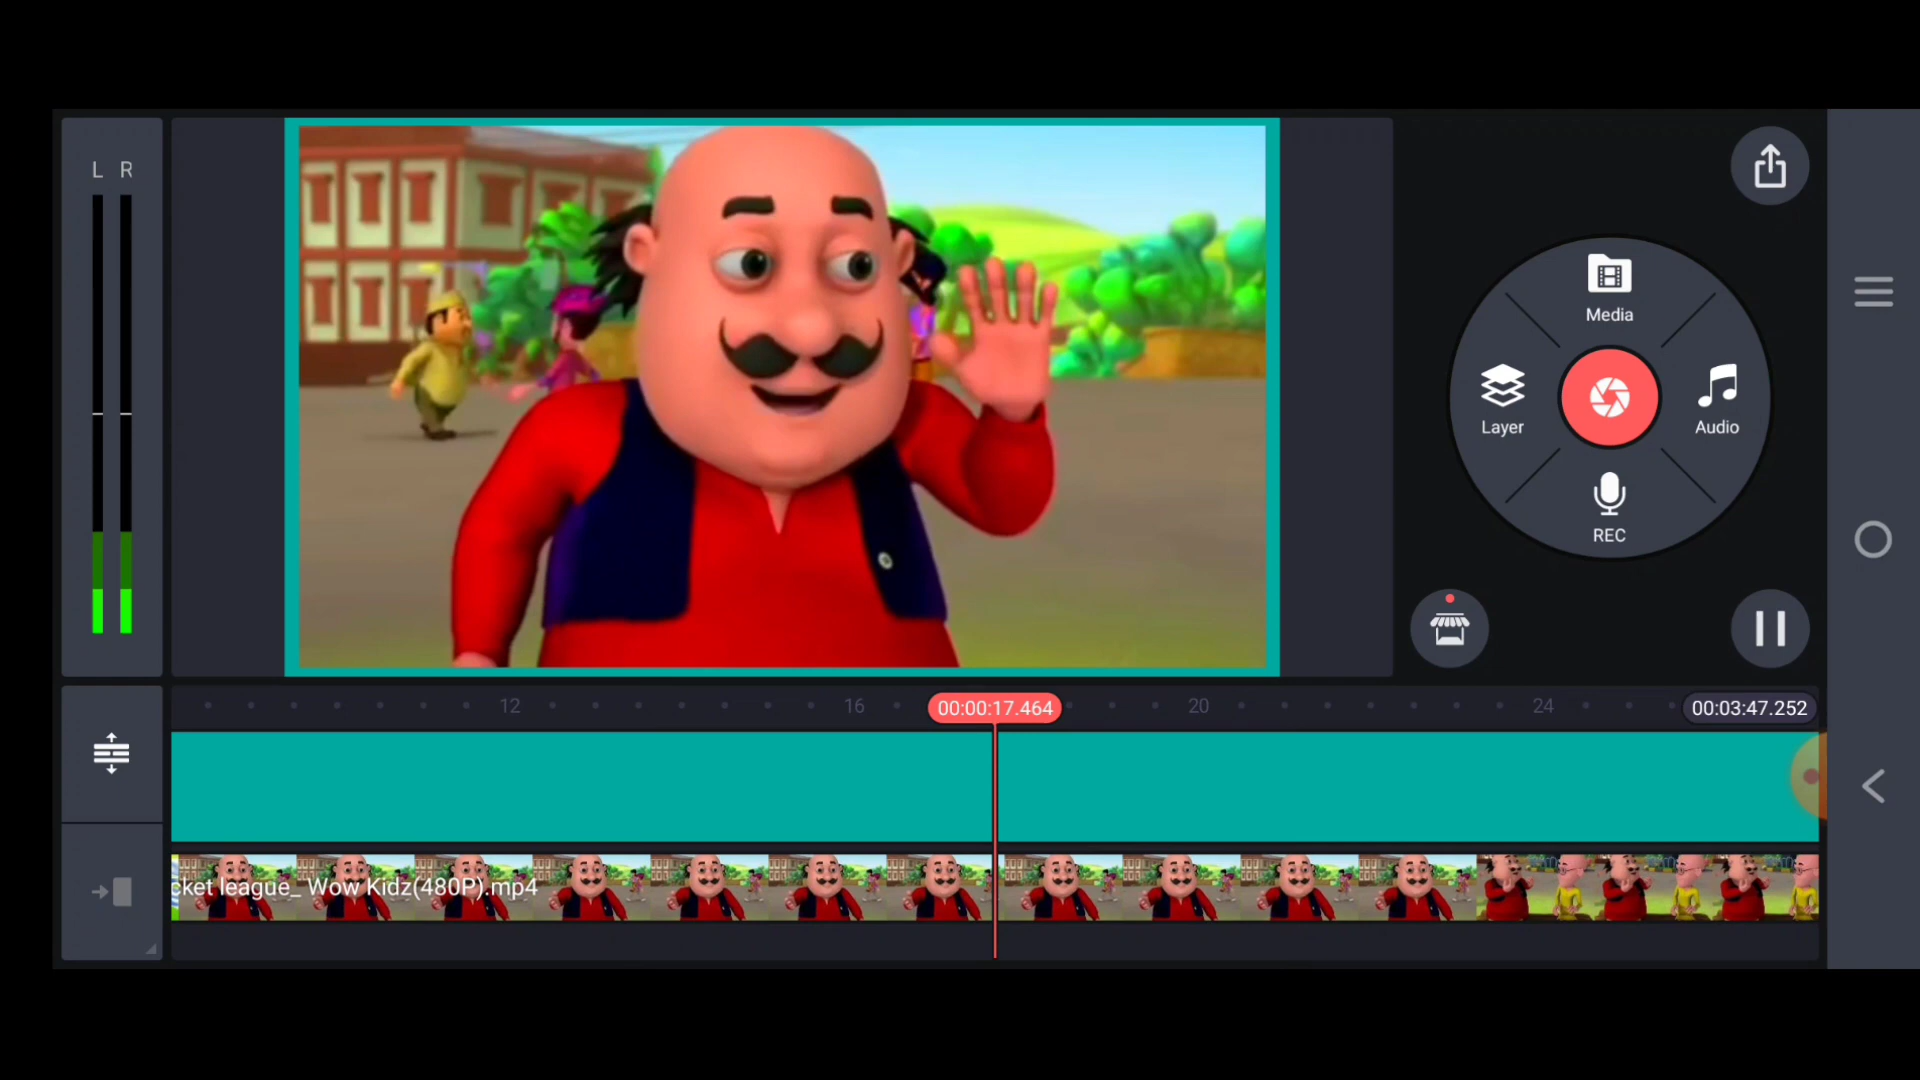 L R
Media
Layer
Audio
REC
12
16
00:00:17.464
20
24
00:03:47.252
cket league_ Wow Kidz(480P).mp4